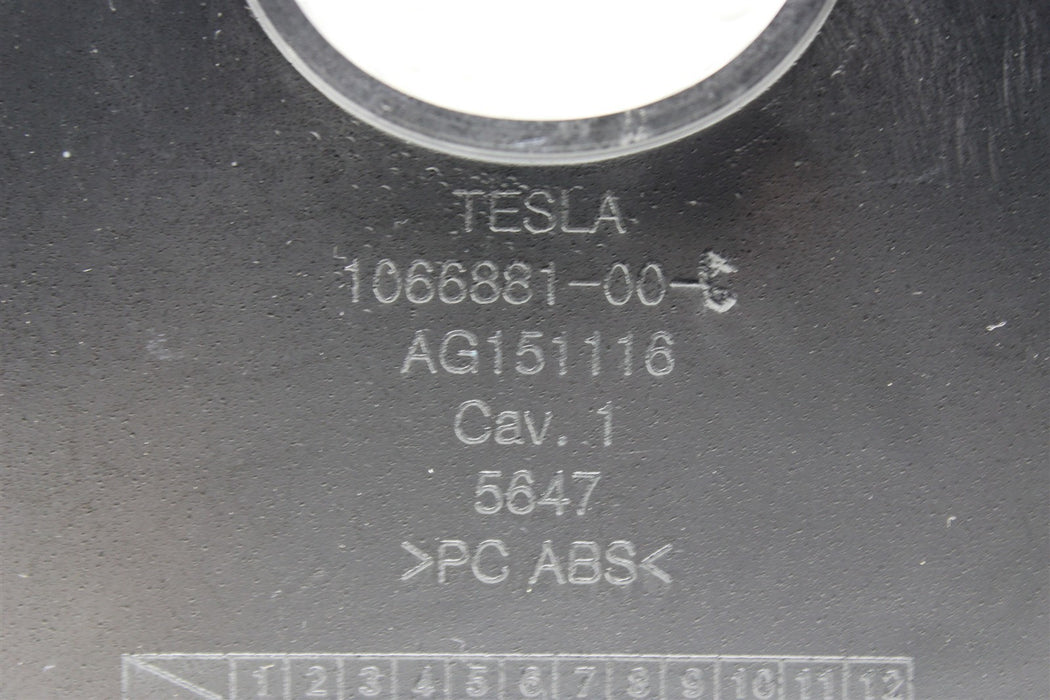 TESLA
1066881-00-
AG151116
Cav. 1
5647
>PC ABS<
1 2 3 4 5 6 7 8 9 10 11 12